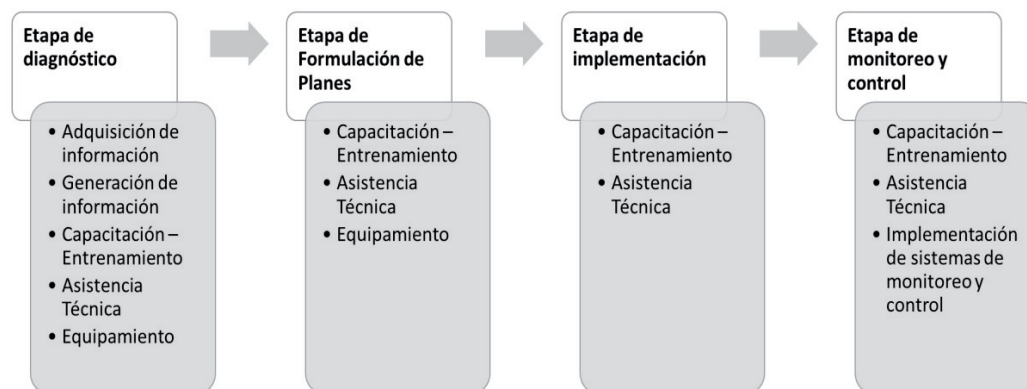 Etapa de
diagnóstico
• Adquisición de
información
• Generación de
información
• Capacitación –
Entrenamiento
• Asistencia
Técnica
• Equipamiento
Etapa de
Formulación de
Planes
• Capacitación –
Entrenamiento
• Asistencia
Técnica
• Equipamiento
Etapa de
implementación
• Capacitación –
Entrenamiento
• Asistencia
Técnica
Etapa de
monitoreo y
control
• Capacitación –
Entrenamiento
• Asistencia
Técnica
• Implementación
de sistemas de
monitoreo y
control